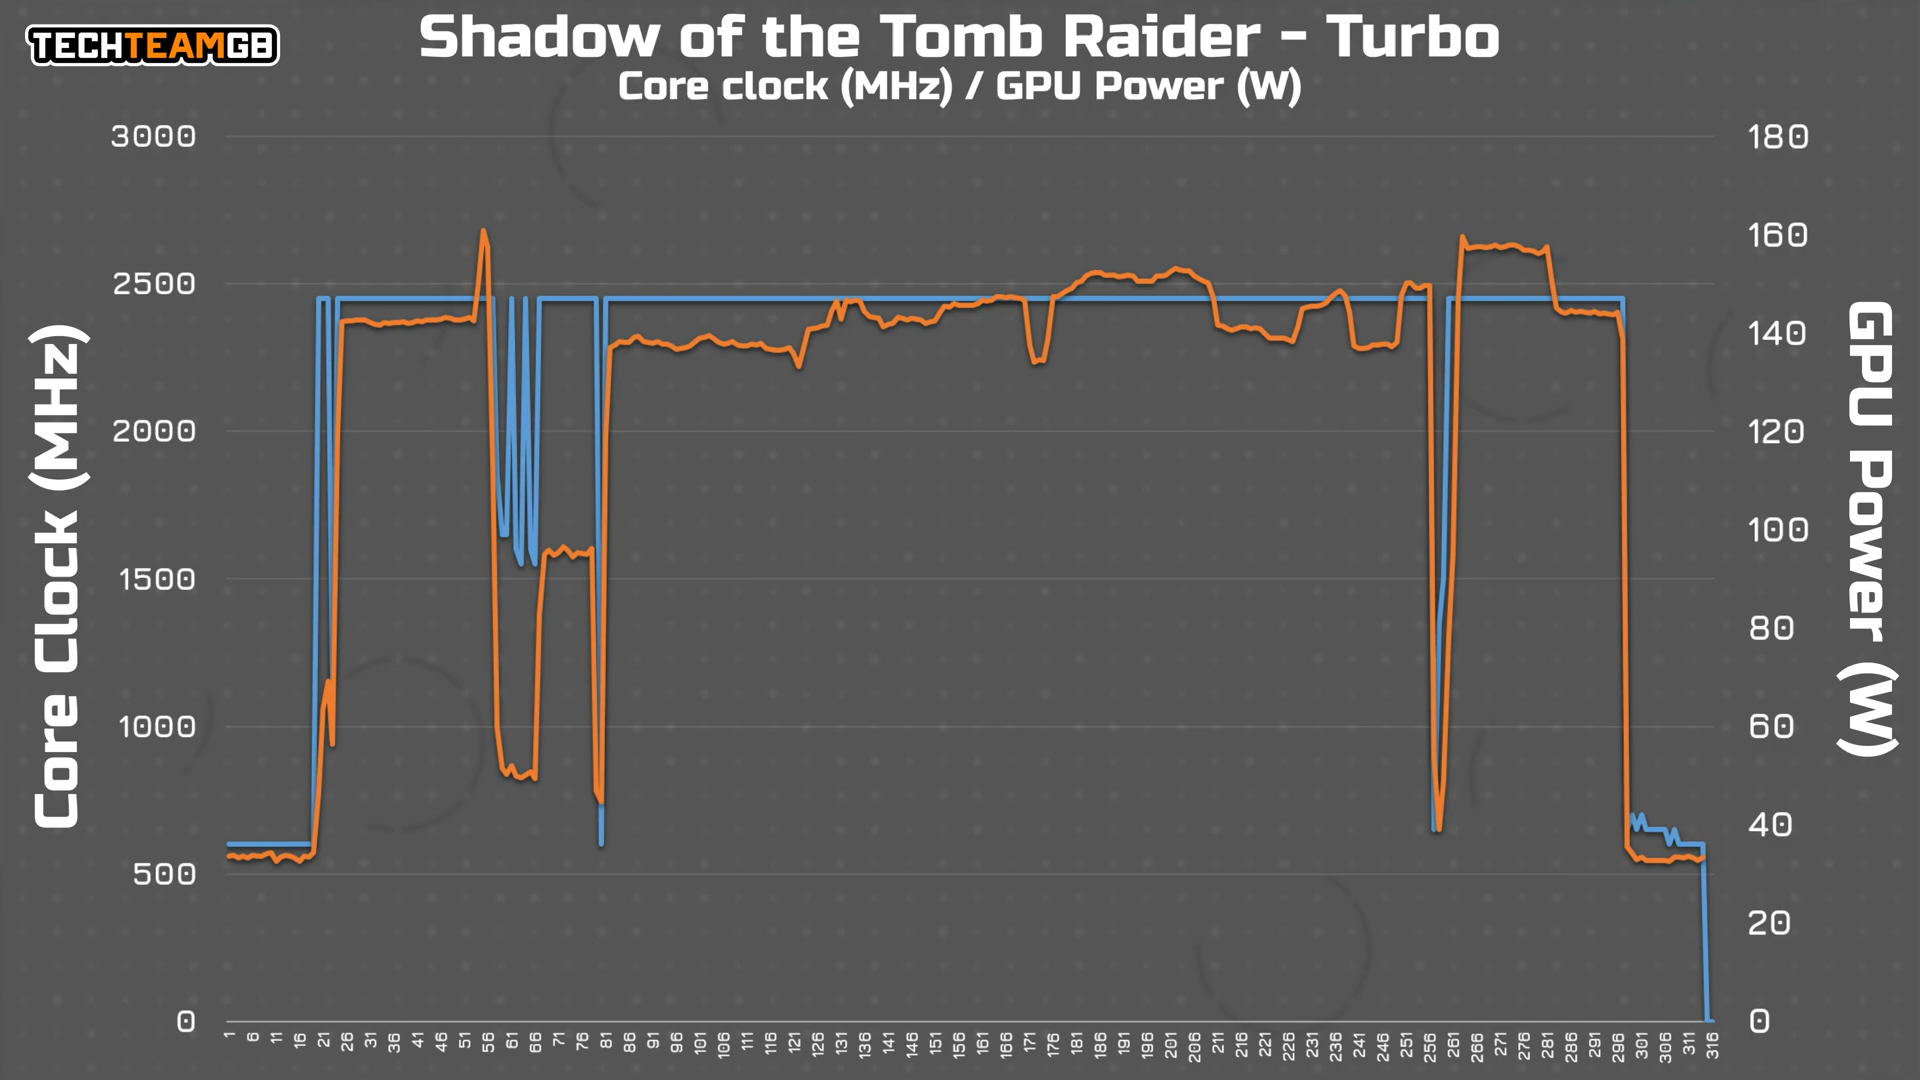 TECHTEAMGB
Shadow of the Tomb Raider - Turbo
Core clock (MHz) / GPU Power (W)
3000
2500
2000
1500
1000
500
0
Core Clock (MHz)
180
160
140
120
100
80
60
40
20
0
GPU Power (W)
1 6 11 16 21 26 31 36 41 46 51 56 61 66 71 76 81 86 91 96 101 106 111 116 121 126 131 136 141 146 151 156 161 166 171 176 181 186 191 196 201 206 211 216 221 226 231 236 241 246 251 256 261 266 271 276 281 286 291 296 301 306 311 316